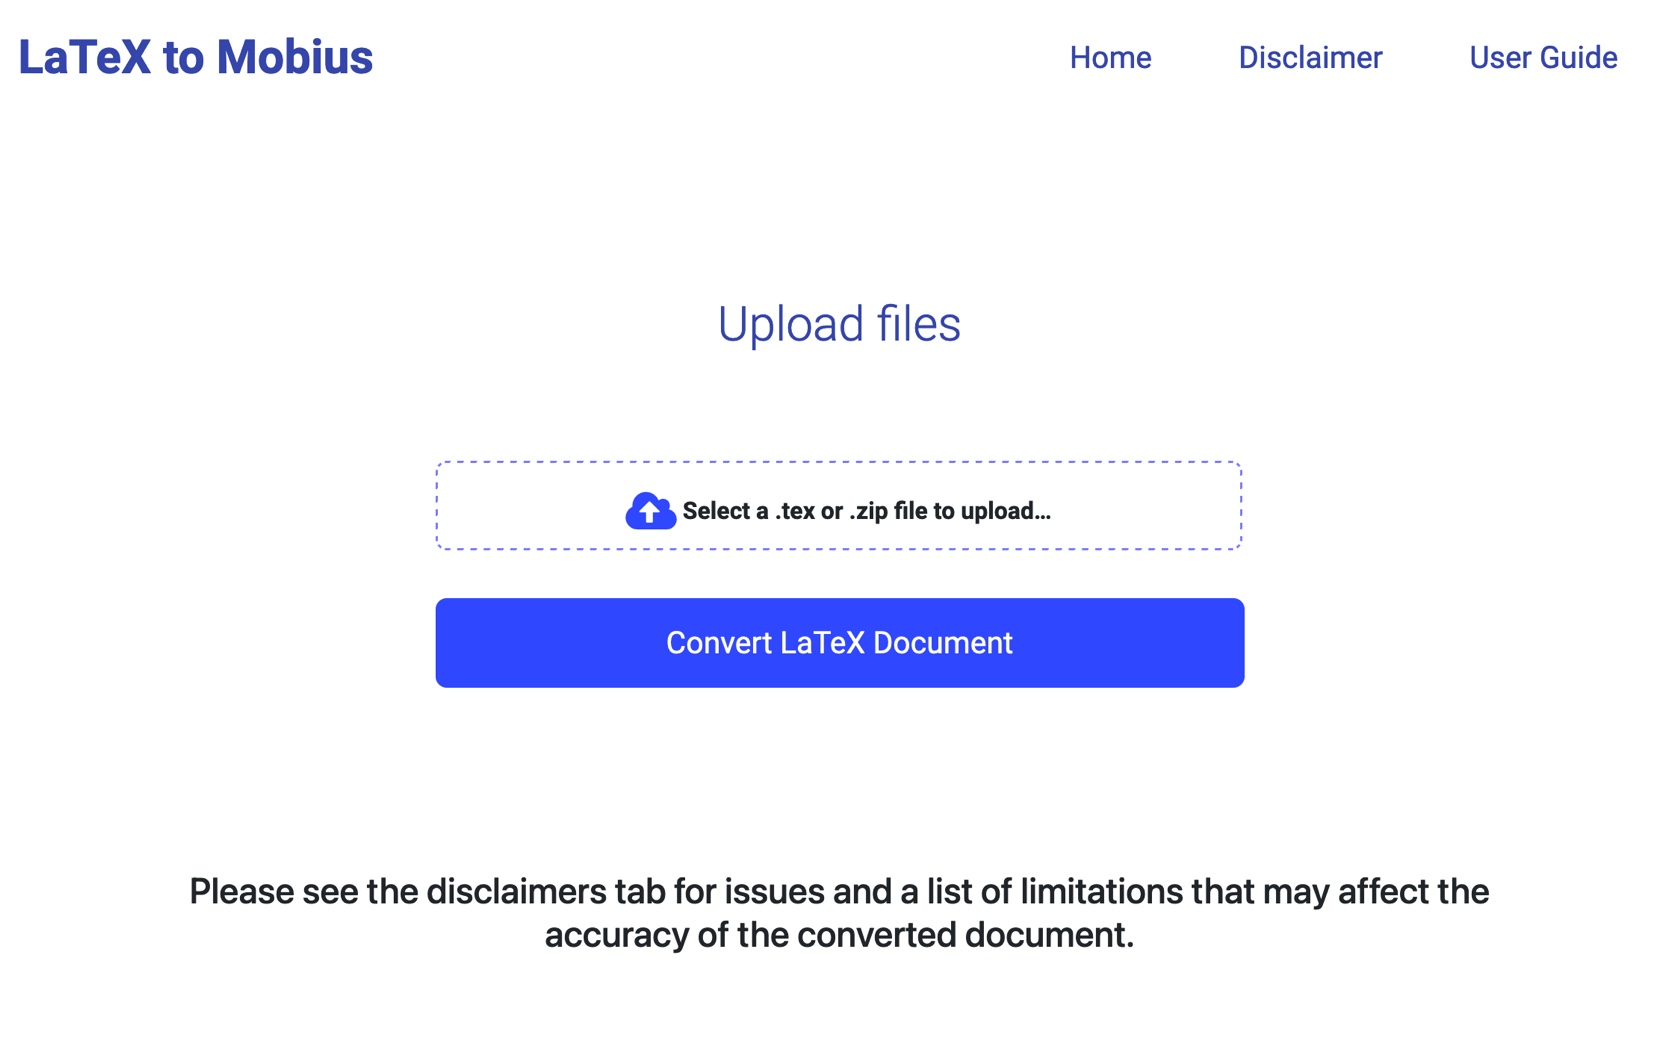 LaTeX to Mobius
Home
Disclaimer
User Guide
Upload files
Select a .tex or .zip file to upload...
Convert LaTeX Document
Please see the disclaimers tab for issues and a list of limitations that may affect the
accuracy of the converted document.